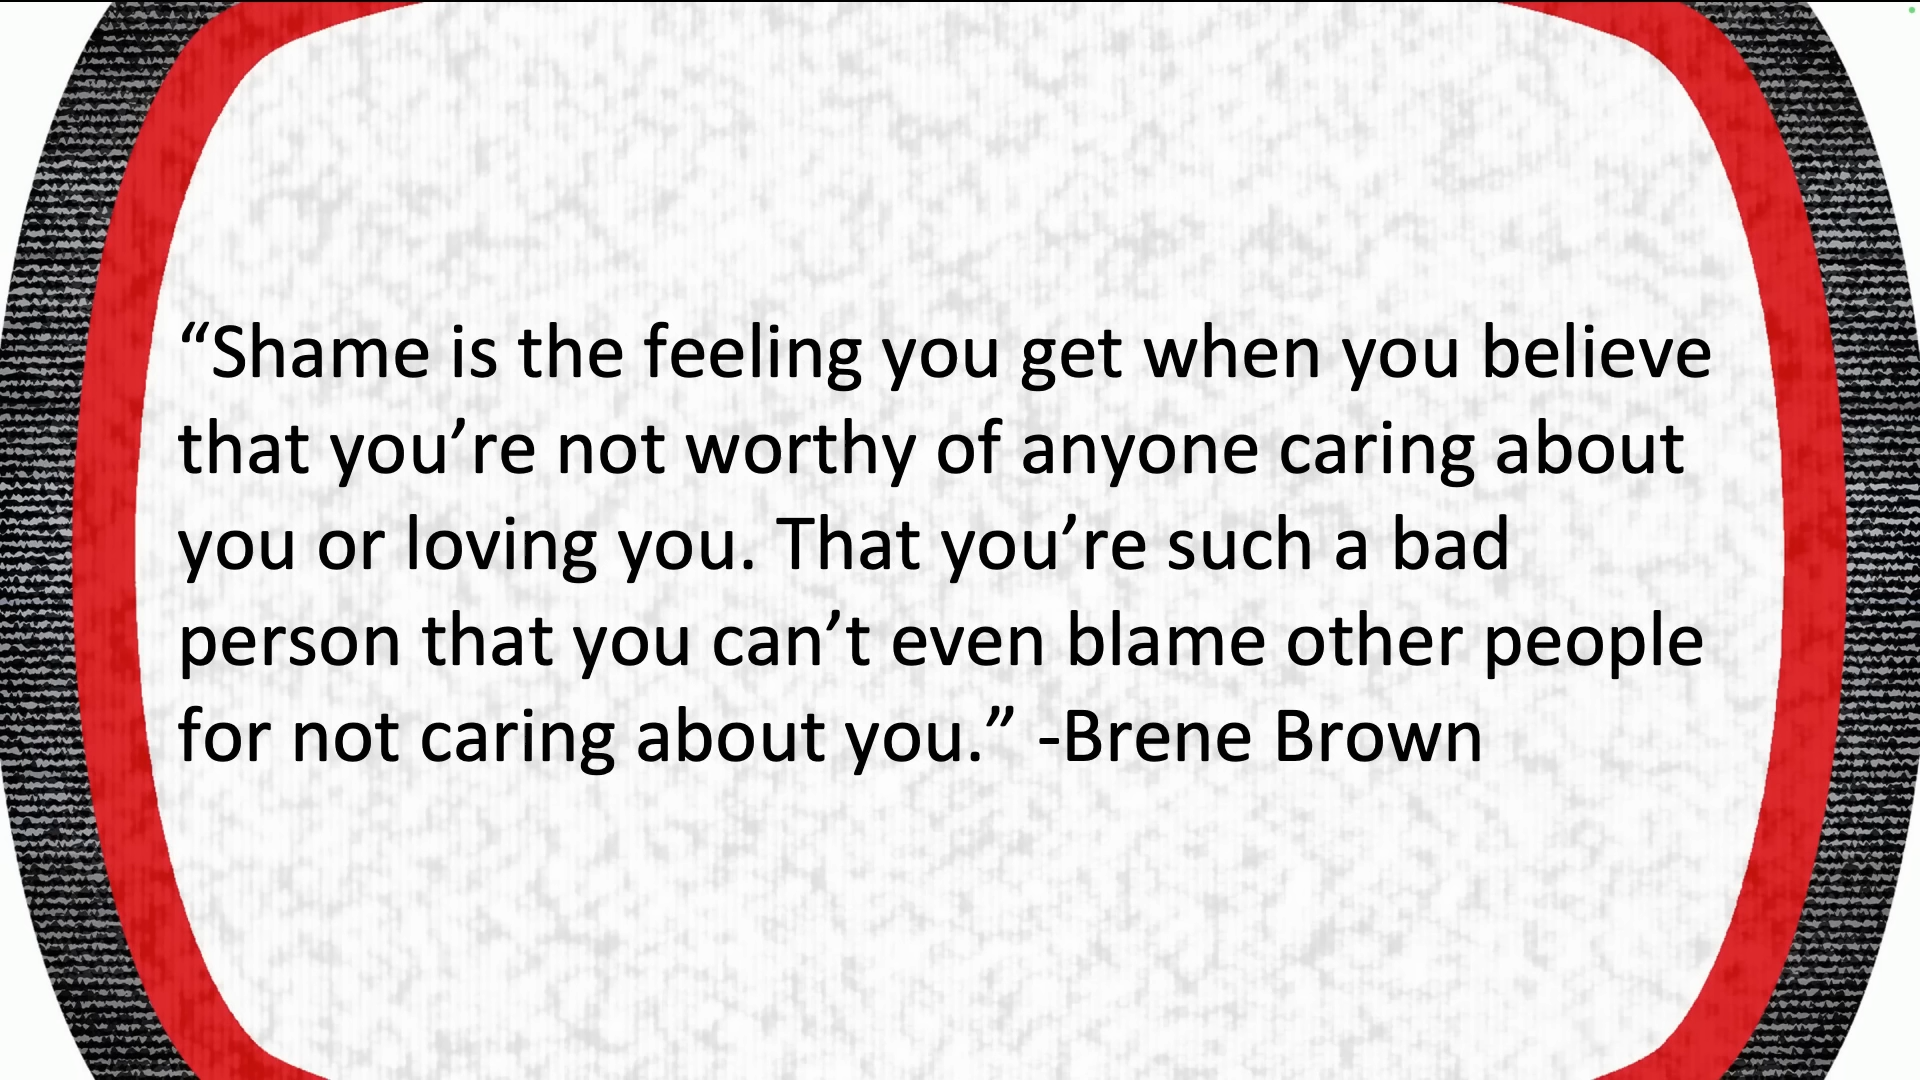 “Shame is the feeling you get when you believe
that you’re not worthy of anyone caring about
you or loving you. That you’re such a bad
person that you can’t even blame other people
for not caring about you.” -Brene Brown